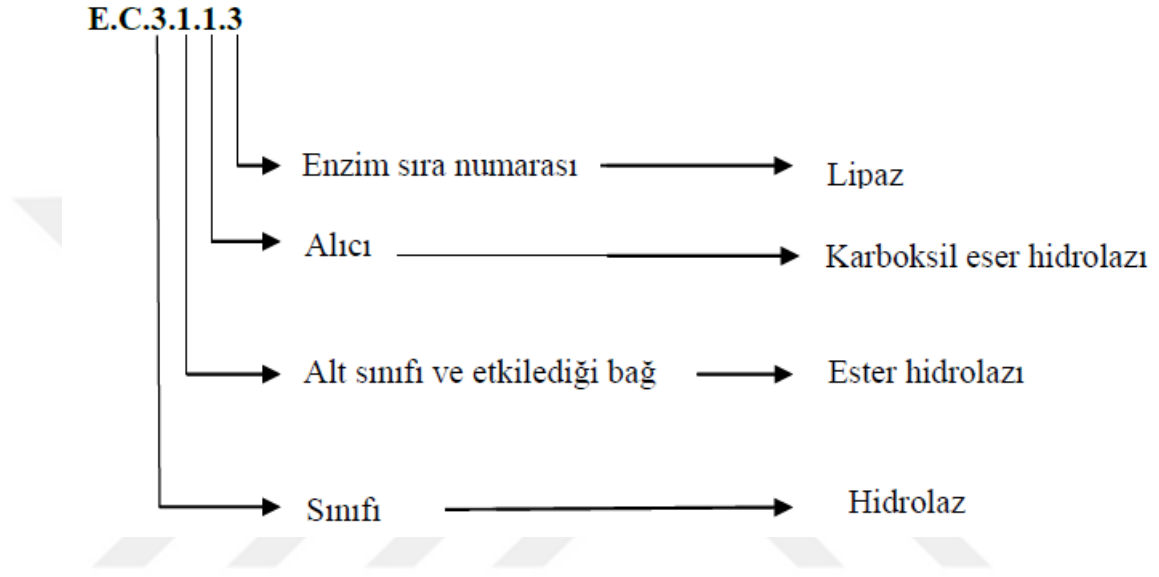 E.C.3.1.1.3
Enzim sıra numarası
Lipaz
Alıcı
Karboksil eser hidrolazı
Alt sınıfı ve etkilediği bağ
Ester hidrolazı
Sınıfı
Hidrolaz